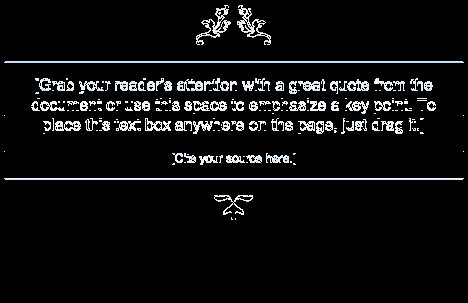 [Grab your reader's attention with a great quote from the
document or use this space to emphasize a key point. To
place this text box anywhere on the page, just drag it.]
[Cite your source here.]